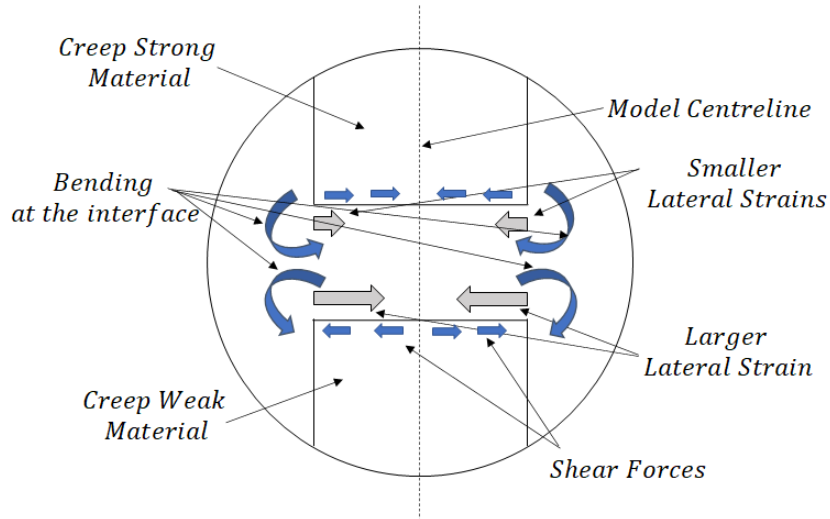 Creep Strong
Material
Model Centreline
Bending
at the interface
Smaller
Lateral Strains
Larger
Lateral Strain
Creep Weak
Material
Shear Forces